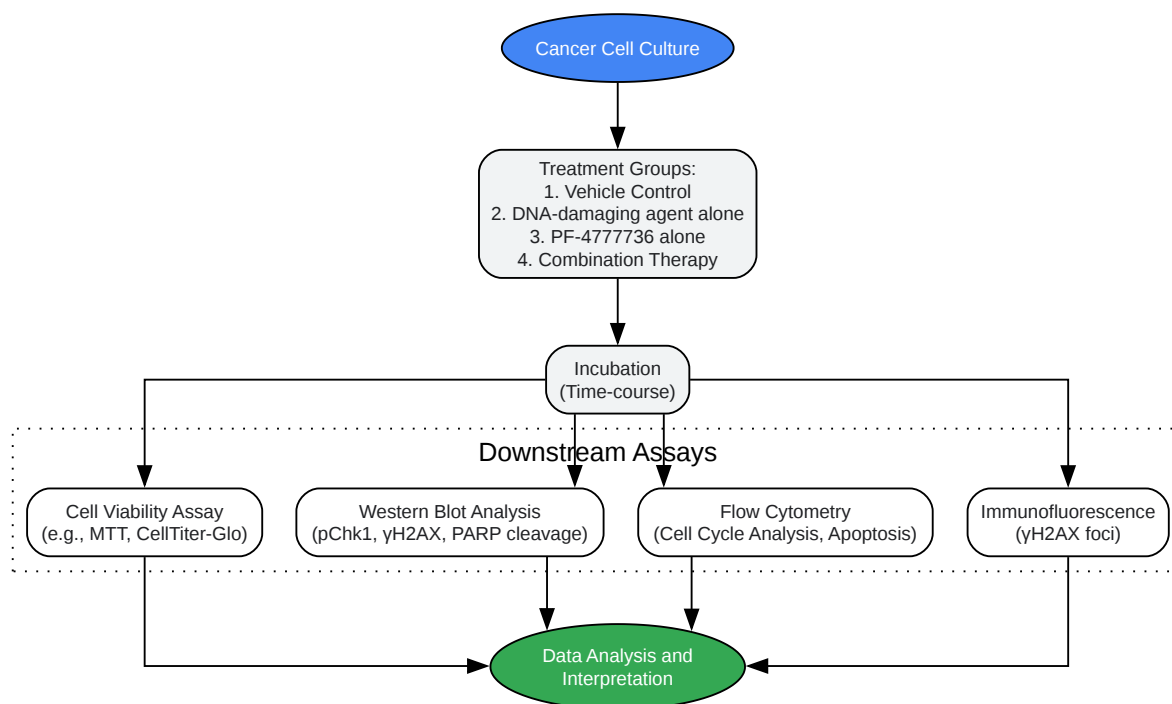 Cancer Cell Culture
Treatment Groups:
1. Vehicle Control
2. DNA-damaging agent alone
3. PF-4777736 alone
4. Combination Therapy
Incubation
(Time-course)
Downstream Assays
Cell Viability Assay
(e.g., MTT, CellTiter-Glo)
Western Blot Analysis
(pChk1, γH2AX, PARP cleavage)
Flow Cytometry
(Cell Cycle Analysis, Apoptosis)
Immunofluorescence
(γH2AX foci)
Data Analysis and
Interpretation